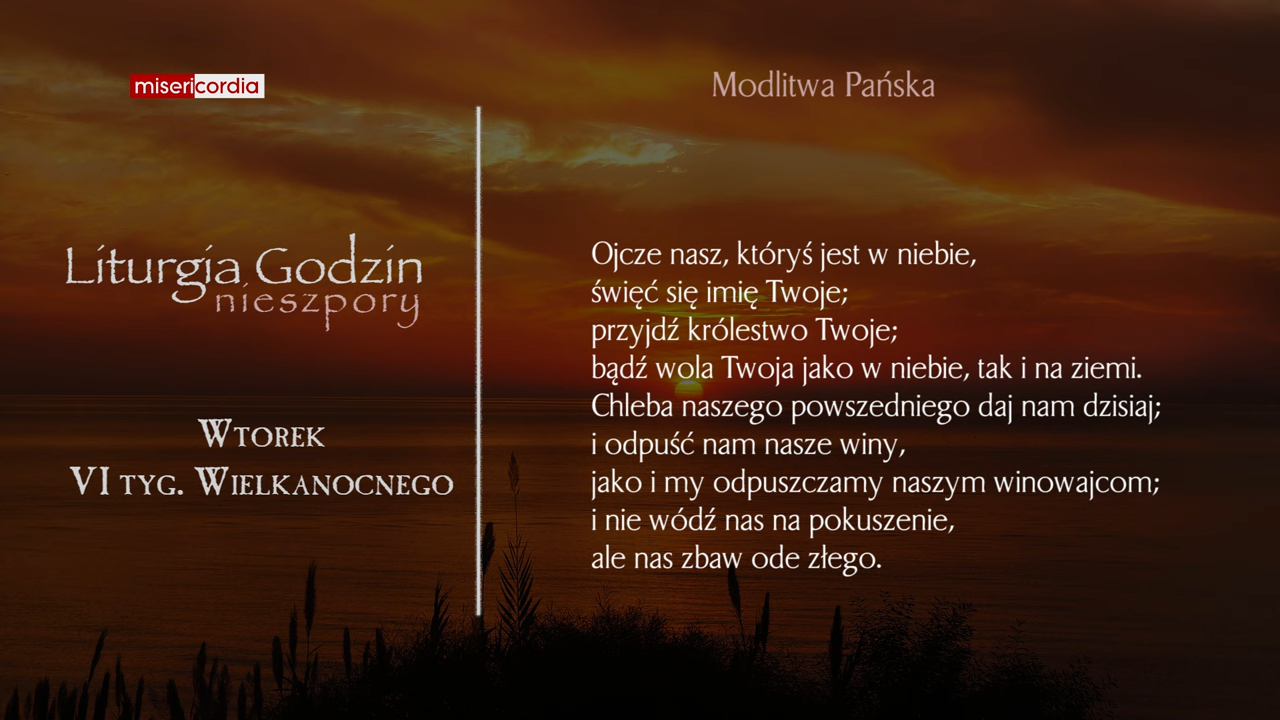 misericordia
Liturgia Godzin
nieszpory
Wtorek
VI tyg. Wielkanocnego
Modlitwa Pańska
Ojcze nasz, któryś jest w niebie,
święć się imię Twoje;
przyjdź królestwo Twoje;
bądź wola Twoja jako w niebie, tak i na ziemi.
Chleba naszego powszedniego daj nam dzisiaj;
i odpuść nam nasze winy,
jako i my odpuszczamy naszym winowajcom;
i nie wódź nas na pokuszenie,
ale nas zbaw ode złego.